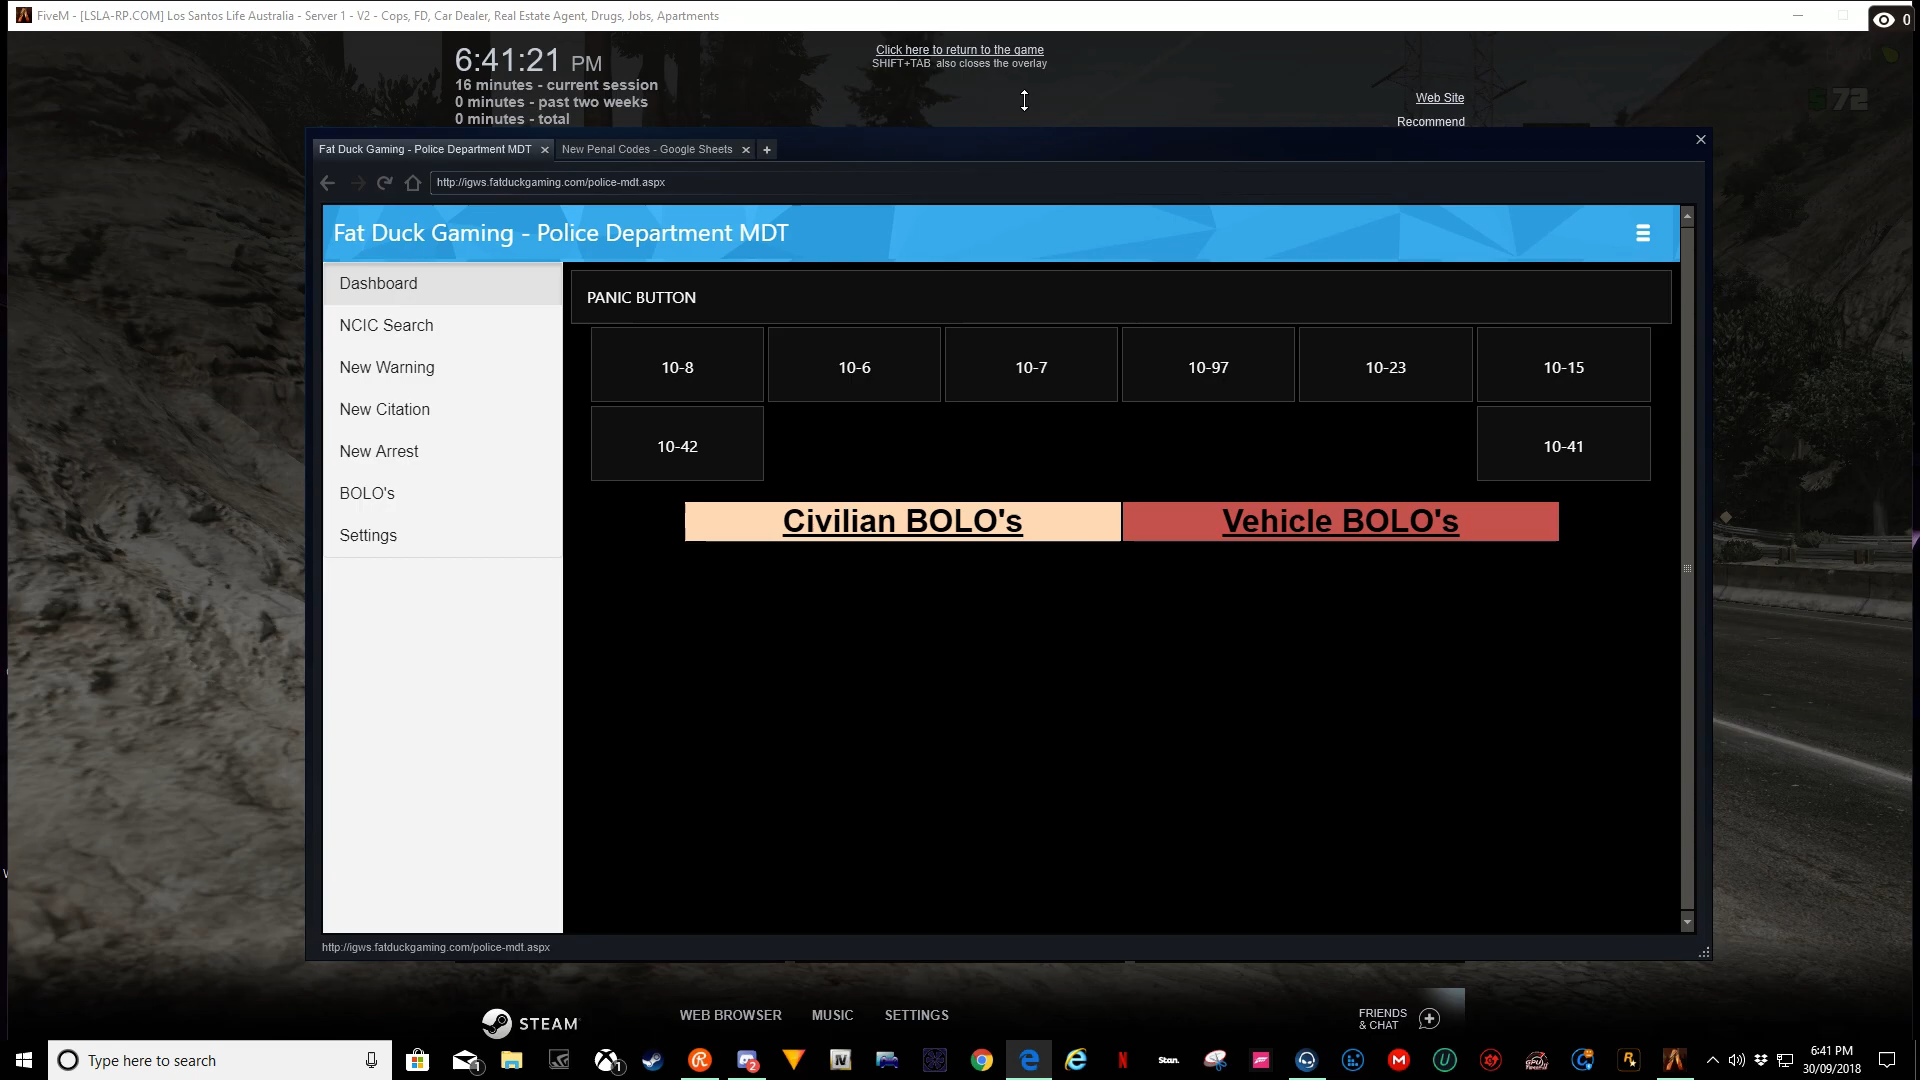 FiveM - [LSLA-RP.COM] Los Santos Life Australia - Server 1 - V2 - Cops, FD, Car Dealer, Real Estate Agent, Drugs, Jobs, Apartments
0
6:41:21 PM
16 minutes - current session
0 minutes - past two weeks
0 minutes - total
Click here to return to the game
SHIFT+TAB also closes the overlay
Web Site
Recommend
72
Fat Duck Gaming - Police Department MDT
New Penal Codes - Google Sheets
http://igws.fatduckgaming.com/police-mdt.aspx
Fat Duck Gaming - Police Department MDT
Dashboard
NCIC Search
New Warning
New Citation
New Arrest
BOLO's
Settings
PANIC BUTTON
10-8
10-6
10-7
10-97
10-23
10-15
10-42
10-41
Civilian BOLO's
Vehicle BOLO's
http://igws.fatduckgaming.com/police-mdt.aspx
STEAM
WEB BROWSER
MUSIC
SETTINGS
FRIENDS
& CHAT
Type here to search
1
1
2
IV
Stan.
6:41 PM
30/09/2018